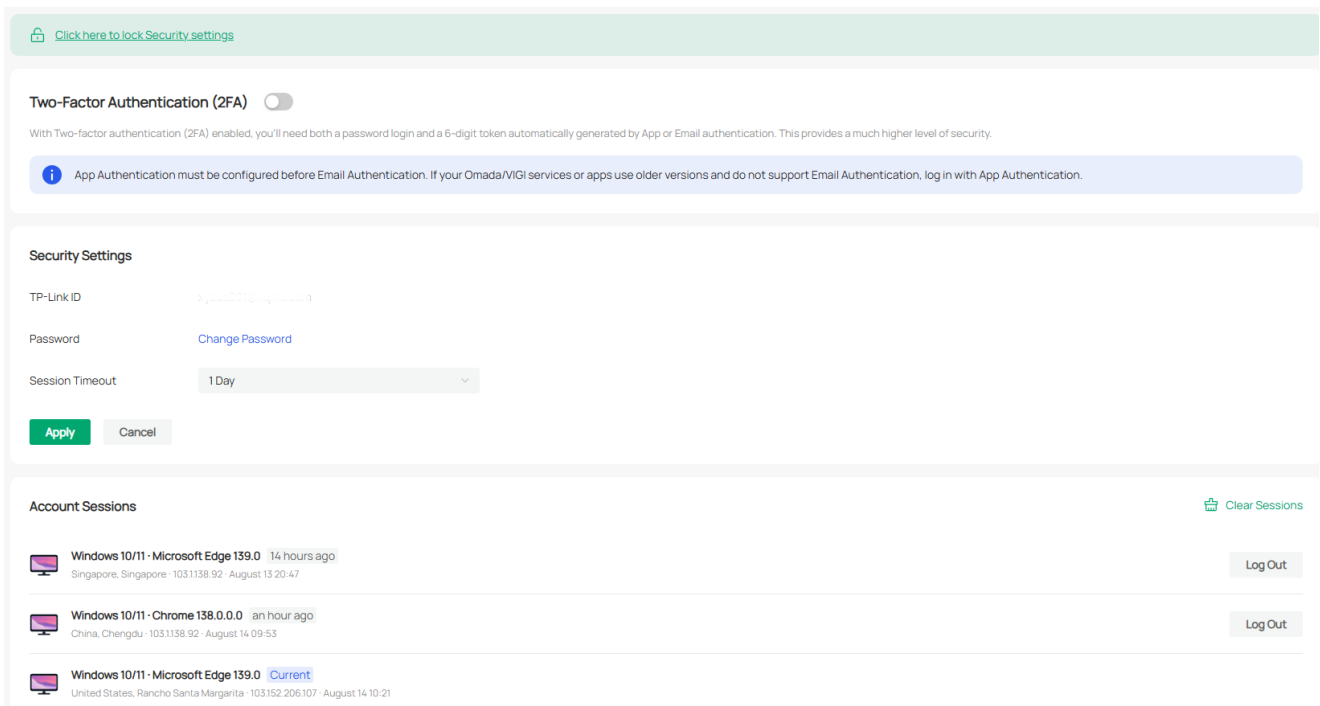 Click here to lock Security settings
Two-Factor Authentication (2FA)
With Two-factor authentication (2FA) enabled, you'll need both a password login and a 6-digit token automatically generated by App or Email authentication. This provides a much higher level of security.
App Authentication must be configured before Email Authentication. If your Omada/VIGI services or apps use older versions and do not support Email Authentication, log in with App Authentication.
Security Settings
TP-Link ID
Password Change Password
Session Timeout 1 Day
Apply Cancel
Account Sessions Clear Sessions
Windows 10/11 · Microsoft Edge 139.0 14 hours ago
Singapore, Singapore · 103.1.138.92 · August 13 20:47
Log Out
Windows 10/11 · Chrome 138.0.0.0 an hour ago
China, Chengdu · 103.1.138.92 · August 14 09:53
Log Out
Windows 10/11 · Microsoft Edge 139.0 Current
United States, Rancho Santa Margarita · 103.152.206.107 · August 14 10:21